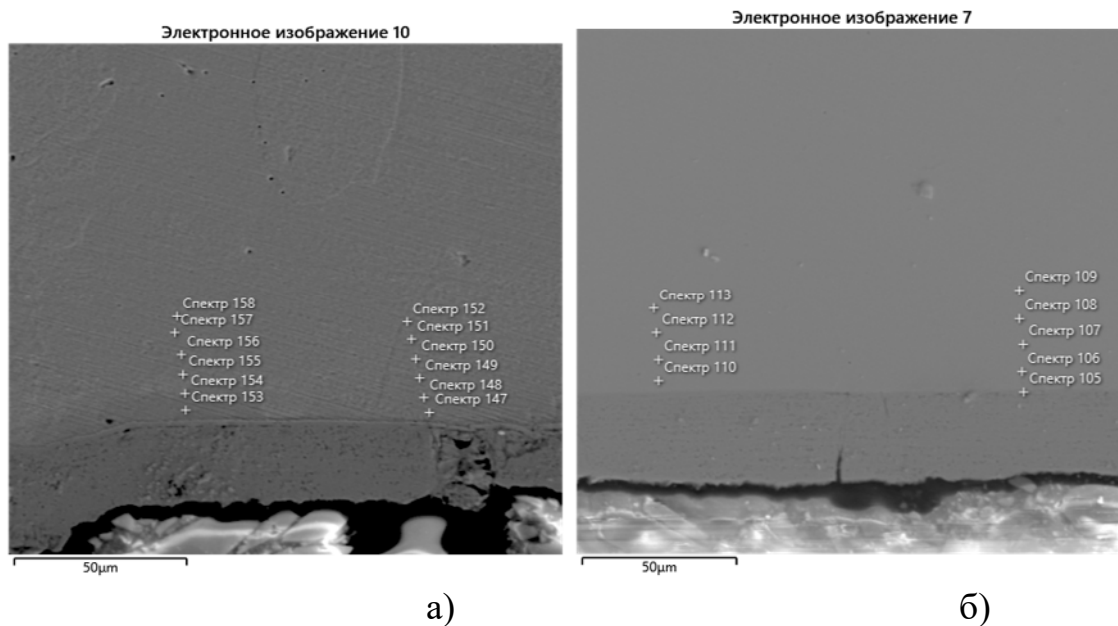 Электронное изображение 10
Спектр 158
Спектр 157
Спектр 156
Спектр 155
Спектр 154
Спектр 153
Спектр 152
Спектр 151
Спектр 150
Спектр 149
Спектр 148
Спектр 147
50μm
а)
Электронное изображение 7
Спектр 113
Спектр 112
Спектр 111
Спектр 110
Спектр 109
Спектр 108
Спектр 107
Спектр 106
Спектр 105
50μm
б)